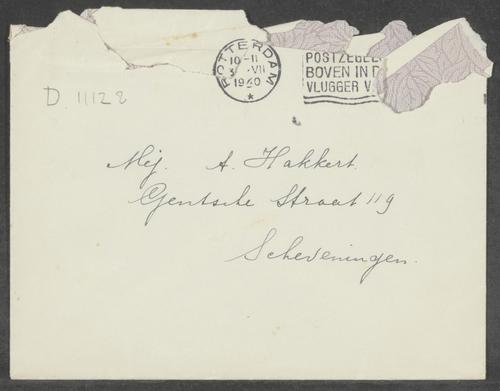 ROTTERDAM
10-11
3 VII
1940
POSTZEGEL
BOVEN IN
VLUGGER V
D. 11128
Mej. A. Hakkert.
Gentsche Straat 119
Scheveningen.